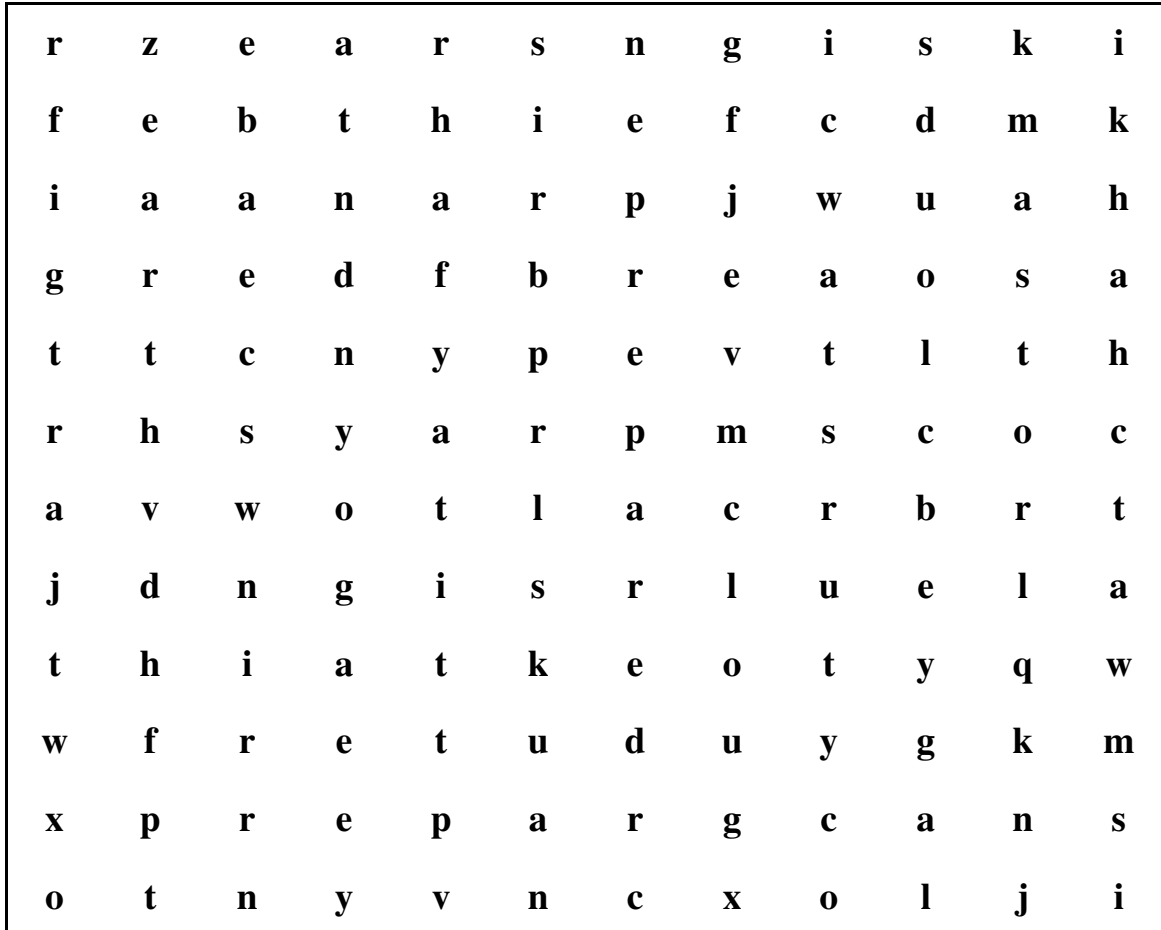 r z e a r s n g i s k i
f e b t h i e f c d m k
i a a n a r p j w u a h
g r e d f b r e a o s a
t t c n y p e v t l t h
r h s y a r p m s c o c
a v w o t l a c r b r t
j d n g i s r l u e l a
t h i a t k e o t y q w
w f r e t u d u y g k m
x p r e p a r g c a n s
o t n y v n c x o l j i